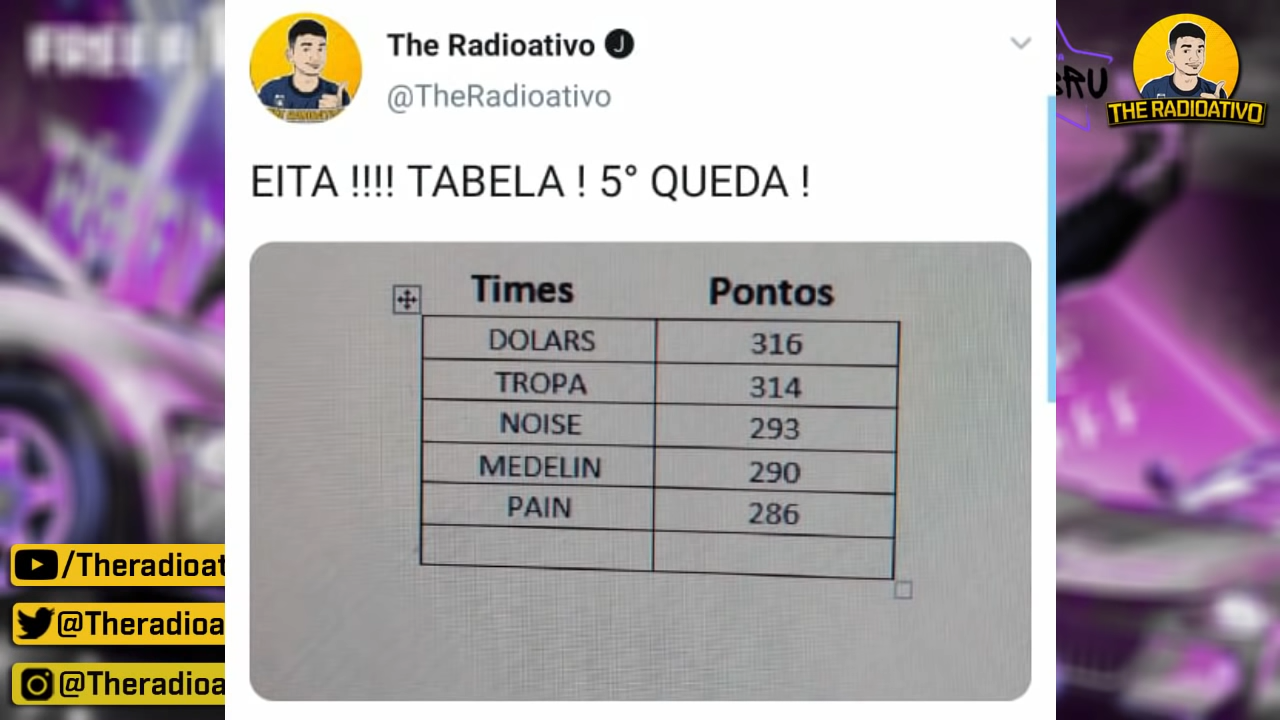 The Radioativo J
@TheRadioativo
THE RADIOATIVO
EITA !!!! TABELA ! 5° QUEDA !
Times Pontos
DOLARS 316
TROPA 314
NOISE 293
MEDELIN 290
PAIN 286
/Theradioat
@Theradioa
@Theradioa